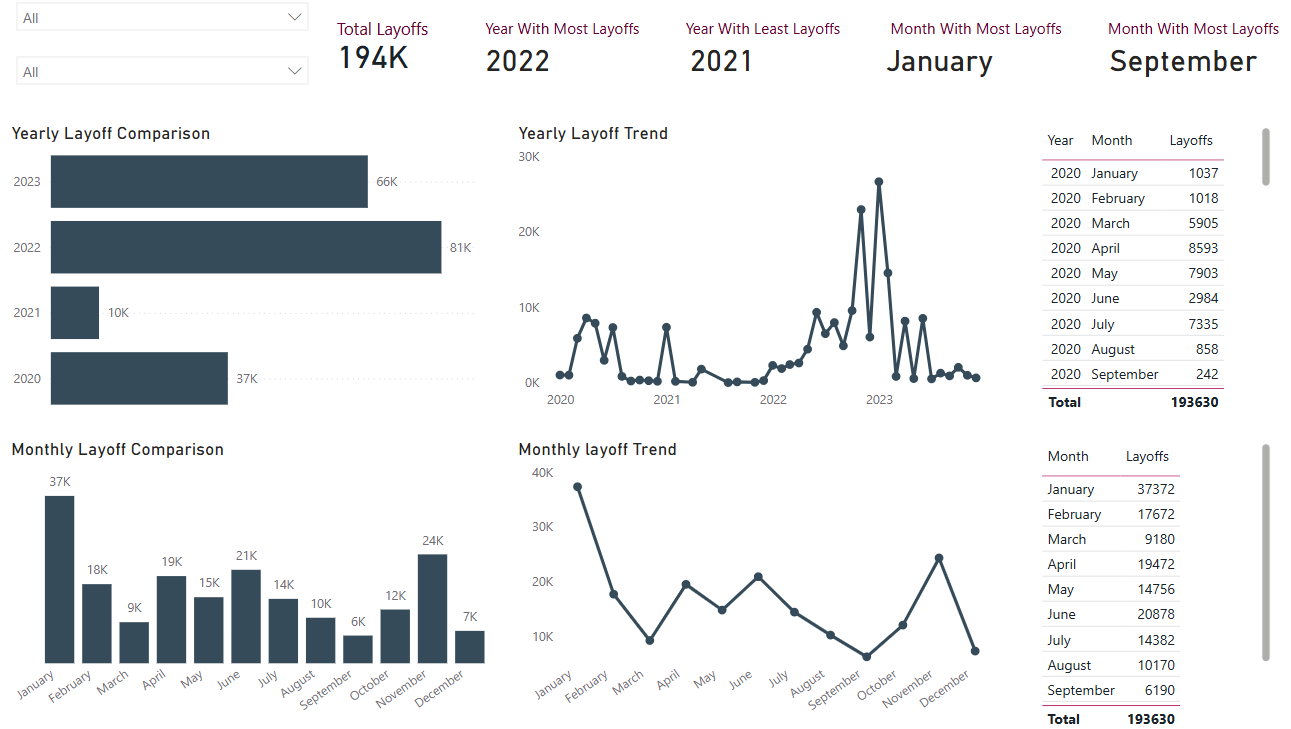 All
All
Total Layoffs
194K
Year With Most Layoffs
2022
Year With Least Layoffs
2021
Month With Most Layoffs
January
Month With Most Layoffs
September
Yearly Layoff Comparison
2023
66K
2022
81K
2021
10K
2020
37K
Yearly Layoff Trend
30K
20K
10K
0K
2020 2021 2022 2023
Year Month Layoffs
2020 January 1037
2020 February 1018
2020 March 5905
2020 April 8593
2020 May 7903
2020 June 2984
2020 July 7335
2020 August 858
2020 September 242
Total 193630
Monthly Layoff Comparison
37K 18K 9K 19K 15K 21K 14K 10K 6K 12K 24K 7K
January February March April May June July August September October November December
Monthly layoff Trend
40K
30K
20K
10K
January February March April May June July August September October November December
Month Layoffs
January 37372
February 17672
March 9180
April 19472
May 14756
June 20878
July 14382
August 10170
September 6190
Total 193630